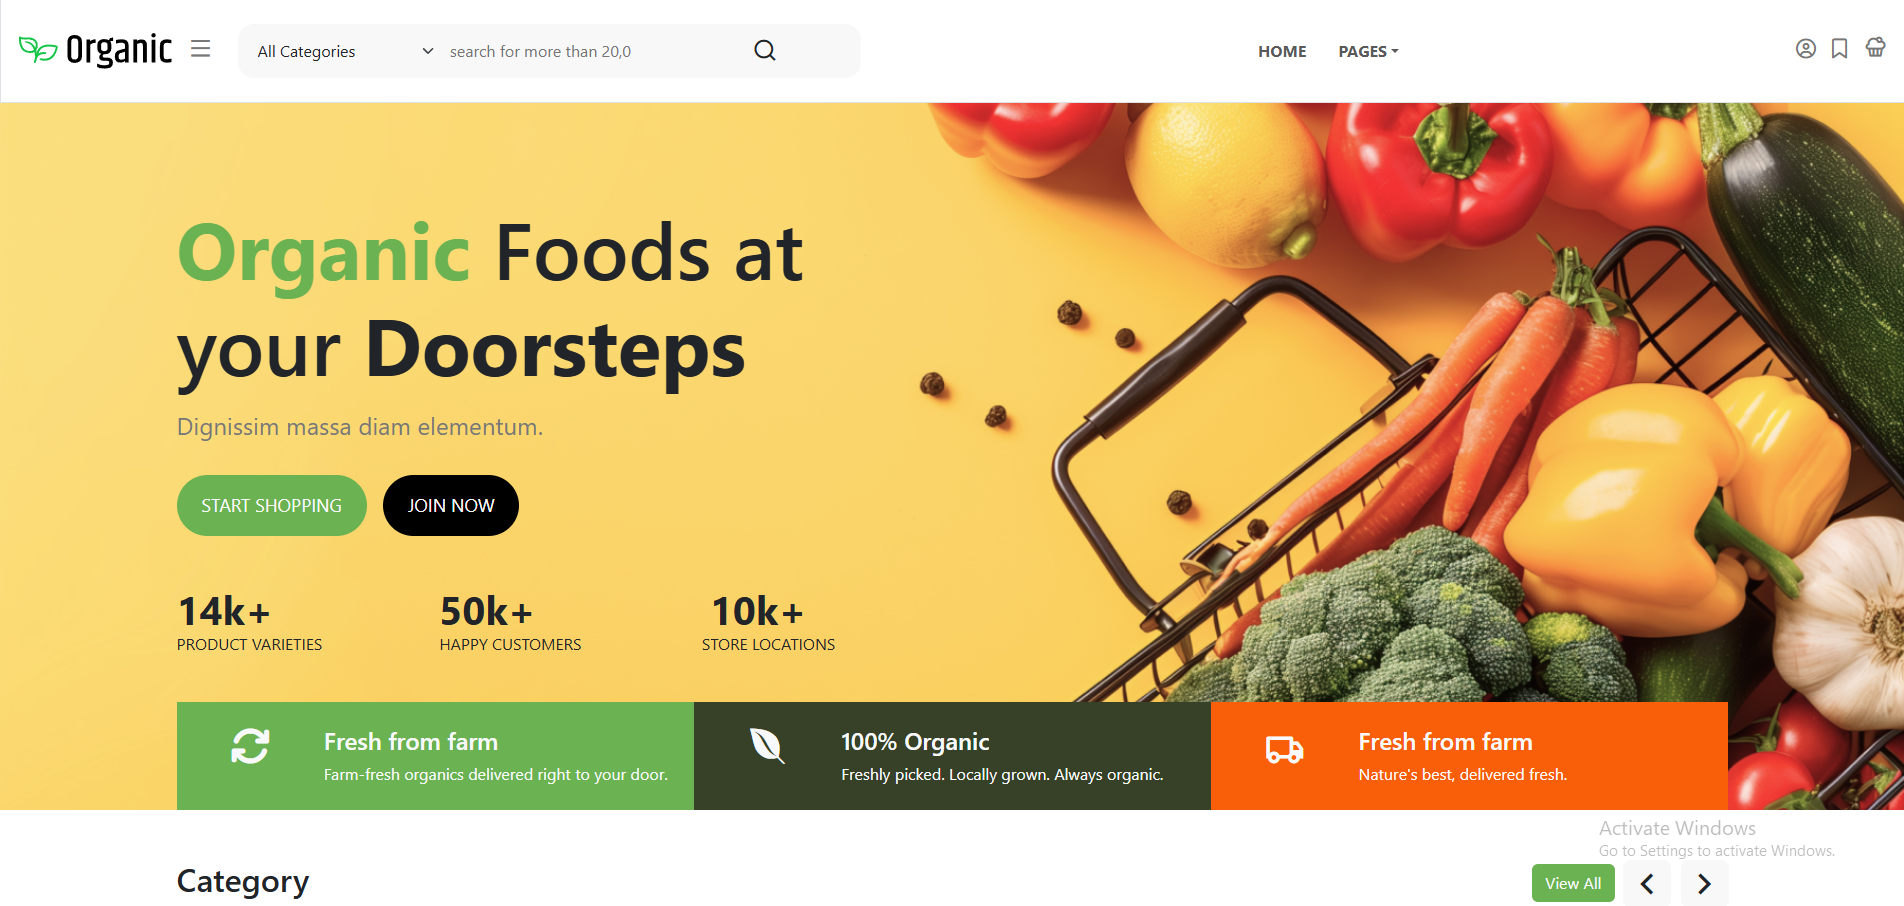 Organic
All Categories
search for more than 20,0
HOME
PAGES
Organic Foods at
your Doorsteps
Dignissim massa diam elementum.
START SHOPPING
JOIN NOW
14k+
PRODUCT VARIETIES
50k+
HAPPY CUSTOMERS
10k+
STORE LOCATIONS
Fresh from farm
Farm-fresh organics delivered right to your door.
100% Organic
Freshly picked. Locally grown. Always organic.
Fresh from farm
Nature's best, delivered fresh.
Activate Windows
Go to Settings to activate Windows.
Category
View All